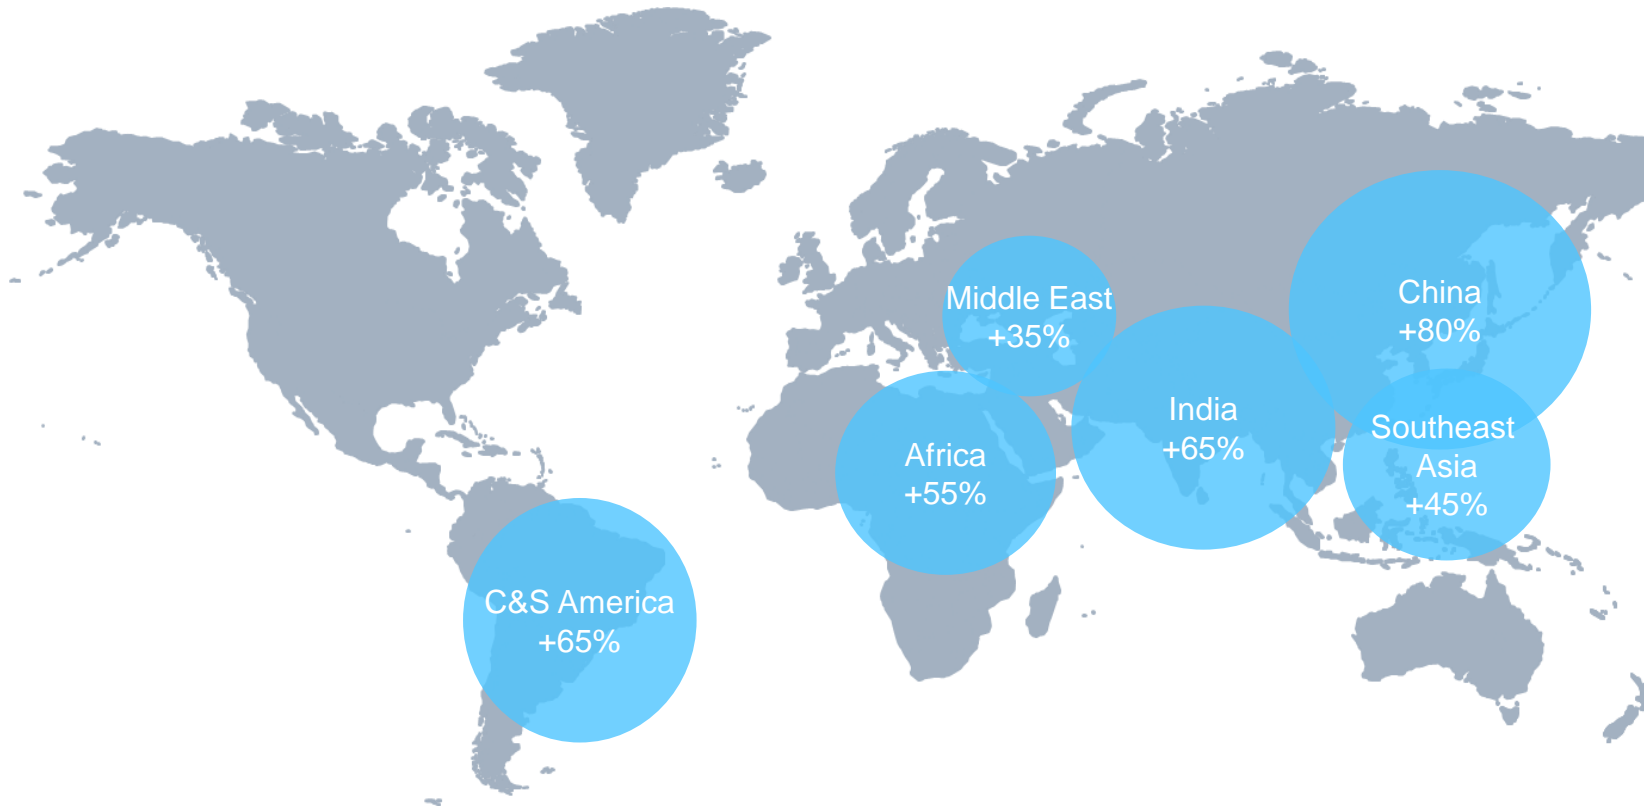 Middle East
+35%
China
+80%
India
+65%
Southeast
Asia
+45%
Africa
+55%
C&S America
+65%